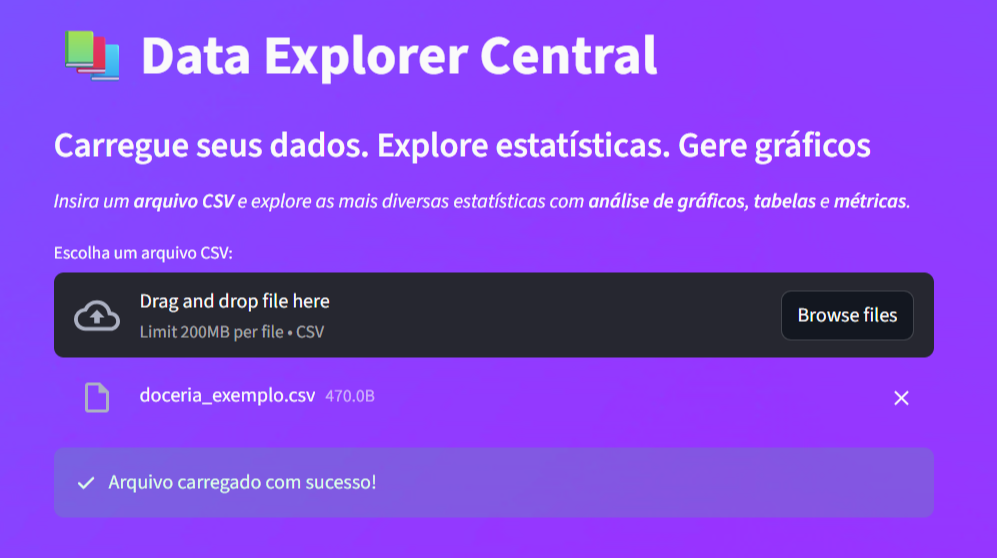 Data Explorer Central
Carregue seus dados. Explore estatísticas. Gere gráficos
Insira um arquivo CSV e explore as mais diversas estatísticas com análise de gráficos, tabelas e métricas.
Escolha um arquivo CSV:
Drag and drop file here
Limit 200MB per file • CSV
Browse files
doceria_exemplo.csv 470.0B
Arquivo carregado com sucesso!